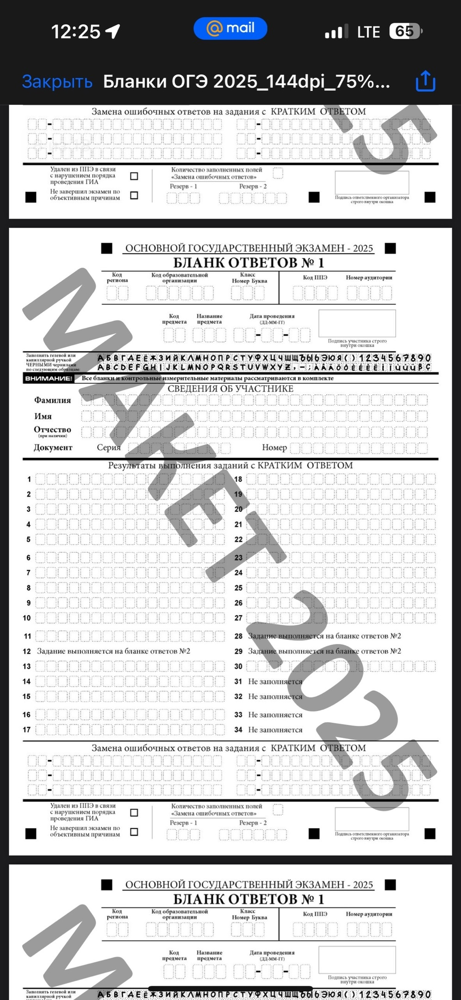 12:25
@ mail
LTE 65
Закрыть Бланки ОГЭ 2025_144dpi_75%...
Замена ошибочных ответов на задания с КРАТКИМ ОТВЕТОМ
Удален из ППЭ в связи
с нарушением порядка
проведения ГИА
Не завершил экзамен по
объективным причинам
Количество заполненных полей
«Замена ошибочных ответов»
Резерв - 1 Резерв - 2
Подпись ответственного организатора
строго внутри окошка
ОСНОВНОЙ ГОСУДАРСТВЕННЫЙ ЭКЗАМЕН - 2025
БЛАНК ОТВЕТОВ № 1
Код
региона
Код образовательной
организации
Класс
Номер Буква
Код ППЭ
Номер аудитории
Код
предмета
Название
предмета
Дата проведения
(ДД-ММ-ГГ)
Подпись участника строго
внутри окошка
Заполнять гелевой или
капиллярной ручкой
ЧЕРНЫМИ чернилами
по следующим образцам:
АБВГДЕЁЖЗИЙКЛМНОПРСТУФХЦЧШЩЪЫЬЭЮЯ() 1234567890
ABCDEFGHIJKLMNOPQRSTUVWXYZ
ВНИМАНИЕ! Все бланки и контрольные измерительные материалы рассматриваются в комплекте
СВЕДЕНИЯ ОБ УЧАСТНИКЕ
Фамилия
Имя
Отчество
(при наличии)
Документ Серия Номер
Результаты выполнения заданий с КРАТКИМ ОТВЕТОМ
1 18
2 19
3 20
4 21
5 22
6 23
7 24
8 25
9 26
10 27
11 28 Задание выполняется на бланке ответов №2
12 Задание выполняется на бланке ответов №2 29 Задание выполняется на бланке ответов №2
13 30
14 31 Не заполняется
15 32 Не заполняется
16 33 Не заполняется
17 34 Не заполняется
МАКЕТ 2025
Замена ошибочных ответов на задания с КРАТКИМ ОТВЕТОМ
Удален из ППЭ в связи
с нарушением порядка
проведения ГИА
Не завершил экзамен по
объективным причинам
Количество заполненных полей
«Замена ошибочных ответов»
Резерв - 1 Резерв - 2
Подпись ответственного организатора
строго внутри окошка
ОСНОВНОЙ ГОСУДАРСТВЕННЫЙ ЭКЗАМЕН - 2025
БЛАНК ОТВЕТОВ № 1
Код
региона
Код образовательной
организации
Класс
Номер Буква
Код ППЭ
Номер аудитории
Код
предмета
Название
предмета
Дата проведения
(ДД-ММ-ГГ)
Подпись участника строго
внутри окошка
Заполнять гелевой или
капиллярной ручкой
АБВГДЕЁЖЗИЙКЛМНОПРСТУФХЦЧШЩЪЫЬЭЮЯ() 1234567890